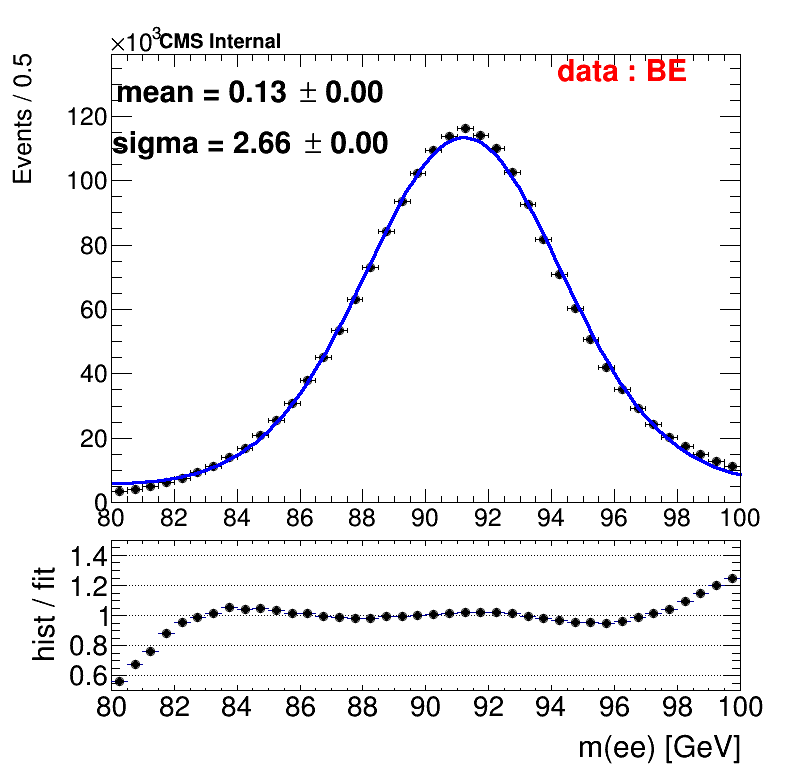 ×10³ CMS Internal
data : BE
mean = 0.13 ± 0.00
sigma = 2.66 ± 0.00
Events / 0.5
120
100
80
60
40
20
0
80 82 84 86 88 90 92 94 96 98 100
hist / fit
1.4
1.2
1
0.8
0.6
80 82 84 86 88 90 92 94 96 98 100
m(ee) [GeV]